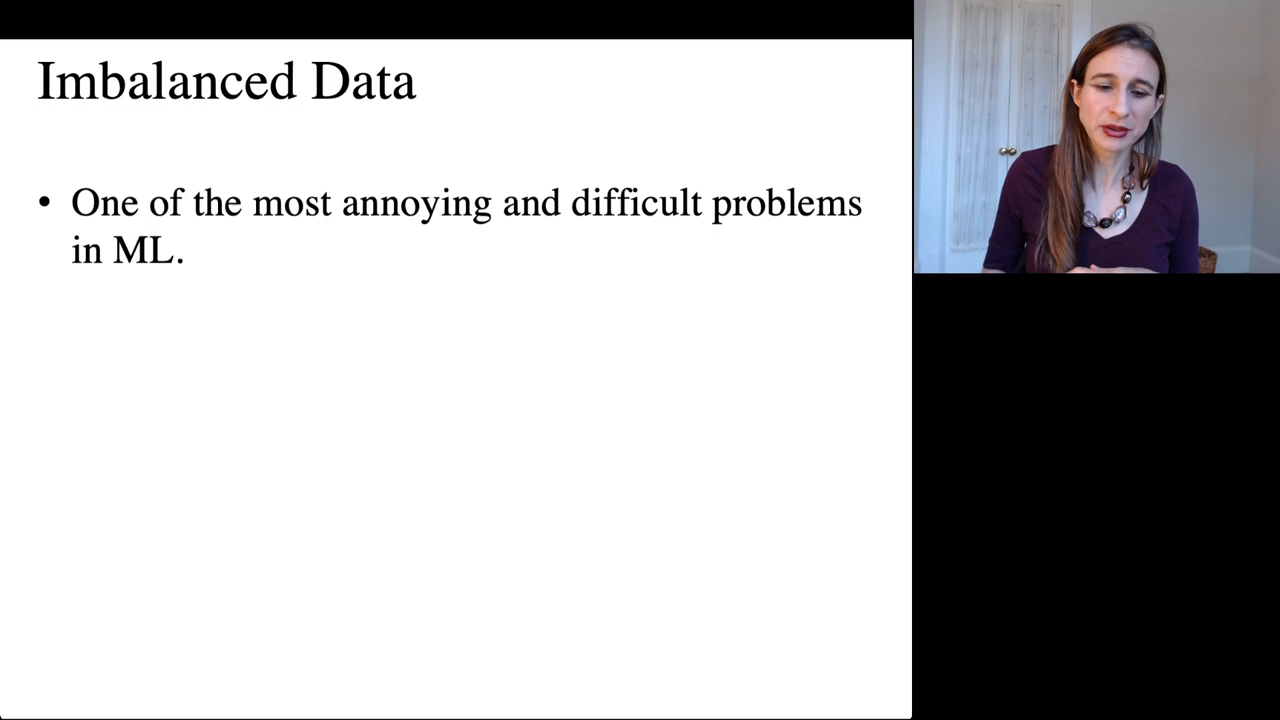 Imbalanced Data
• One of the most annoying and difficult problems
in ML.